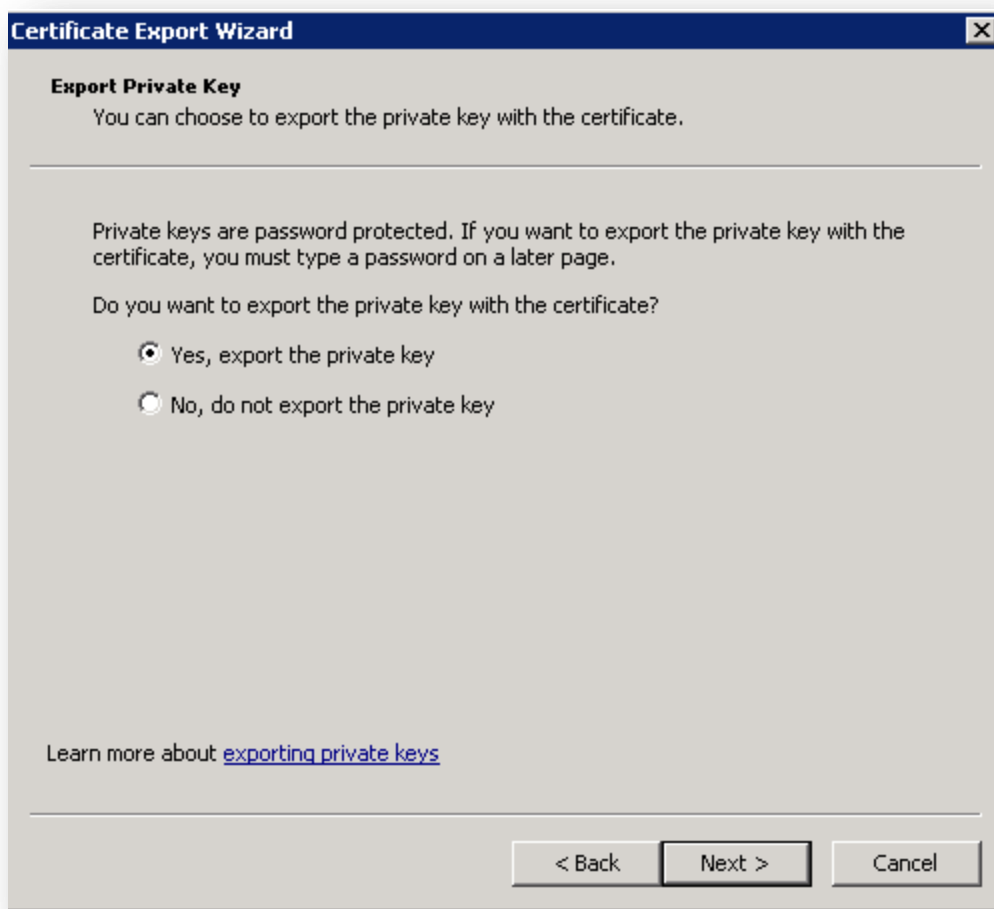 Certificate Export Wizard
Export Private Key
You can choose to export the private key with the certificate.
Private keys are password protected. If you want to export the private key with the
certificate, you must type a password on a later page.
Do you want to export the private key with the certificate?
Yes, export the private key
No, do not export the private key
Learn more about exporting private keys
< Back Next > Cancel